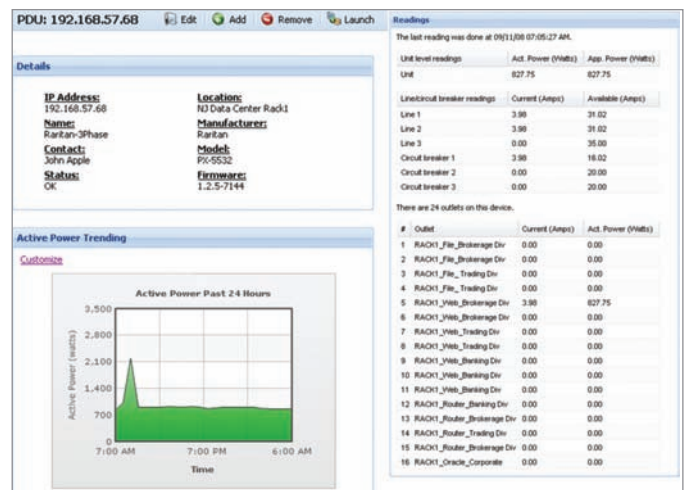 PDU: 192.168.57.68 Edit Add Remove Launch
Details
IP Address:
192.168.57.68
Name:
Raritan-3Phase
Contact:
John Apple
Status:
OK
Location:
NJ Data Center Rack1
Manufacturer:
Raritan
Model:
PX-5532
Firmware:
1.2.5-7144
Active Power Trending
Customize
Active Power Past 24 Hours
Active Power (watts)
3,500
2,800
2,100
1,400
700
0
7:00 AM 7:00 PM 6:00 AM
Time
Readings
The last reading was done at 09/11/08 07:05:27 AM.
Unit level readings Act. Power (Watts) App. Power (Watts)
Unit 827.75 827.75
Line/circuit breaker readings Current (Amps) Available (Amps)
Line 1 3.98 31.02
Line 2 3.98 31.02
Line 3 0.00 35.00
Circuit breaker 1 3.98 16.02
Circuit breaker 2 0.00 20.00
Circuit breaker 3 0.00 20.00
There are 24 outlets on this device.
# Outlet Current (Amps) Act. Power (Watts)
1 RACK1_File_Brokerage Div 0.00 0.00
2 RACK1_File_Brokerage Div 0.00 0.00
3 RACK1_File_ Trading Div 0.00 0.00
4 RACK1_File_ Trading Div 0.00 0.00
5 RACK1_Web_Brokerage Div 3.98 827.75
6 RACK1_Web_Brokerage Div 0.00 0.00
7 RACK1_Web_Trading Div 0.00 0.00
8 RACK1_Web_Trading Div 0.00 0.00
9 RACK1_Web_Banking Div 0.00 0.00
10 RACK1_Web_Banking Div 0.00 0.00
11 RACK1_Web_Banking Div 0.00 0.00
12 RACK1_Router_Banking Div 0.00 0.00
13 RACK1_Router_Brokerage Div 0.00 0.00
14 RACK1_Router_Trading Div 0.00 0.00
15 RACK1_Router_Brokerage Div 0.00 0.00
16 RACK1_Oracle_Corporate 0.00 0.00